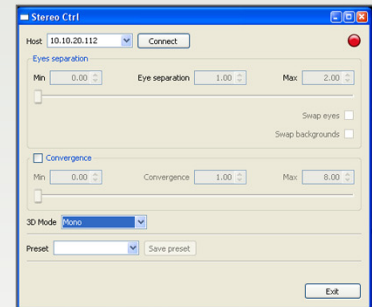 Stereo Ctrl
Host 10.10.20.112 Connect
Eyes separation
Min 0.00 Eye separation 1.00 Max 2.00
Swap eyes
Swap backgrounds
Convergence
Min 0.00 Convergence 1.00 Max 8.00
3D Mode Mono
Preset Save preset
Exit